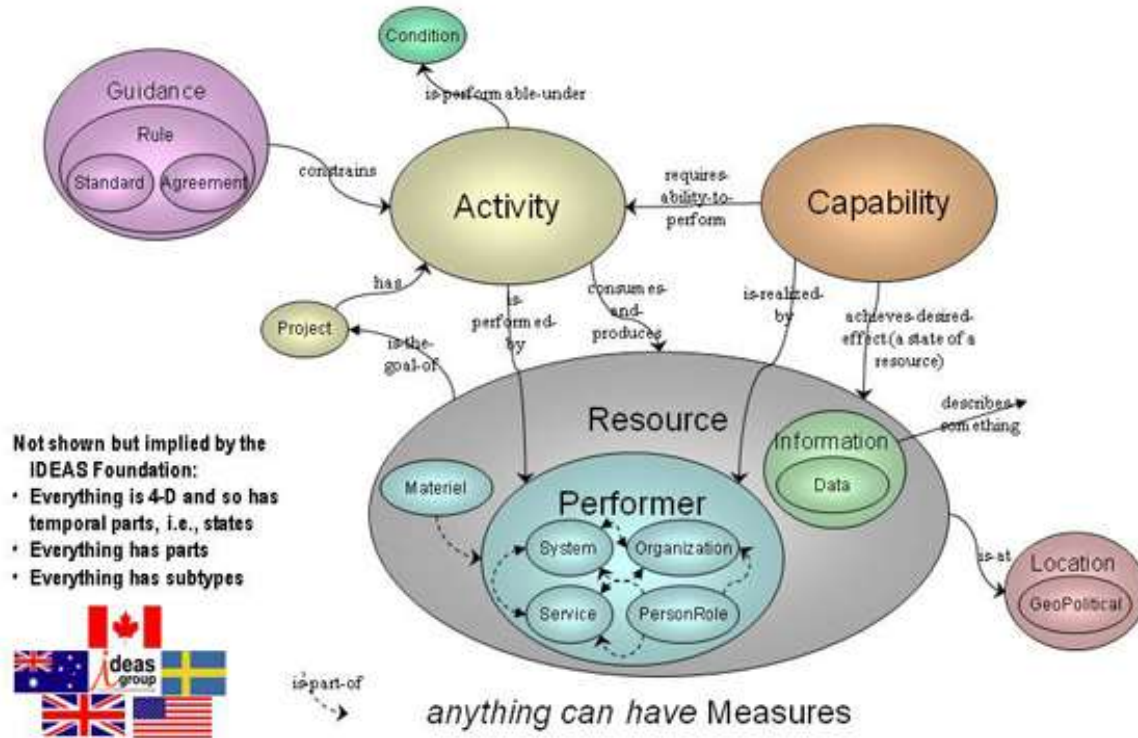 Condition
Guidance
is-performable-under
Rule
Standard
Agreement
constrains
Activity
requires-
ability-to-
perform
Capability
has
Project
is-the-
goal-of
is-
performed-
by
consumes-
and-
produces
is-realized-
by
achieves-desired-
effect (a state of a
resource)
Resource
describes-
something
Information
Data
Materiel
Performer
System
Organization
Service
PersonRole
is-at
Location
GeoPolitical
Not shown but implied by the
IDEAS Foundation:
• Everything is 4-D and so has
temporal parts, i.e., states
• Everything has parts
• Everything has subtypes
ideas
group
is-part-of
anything can have Measures